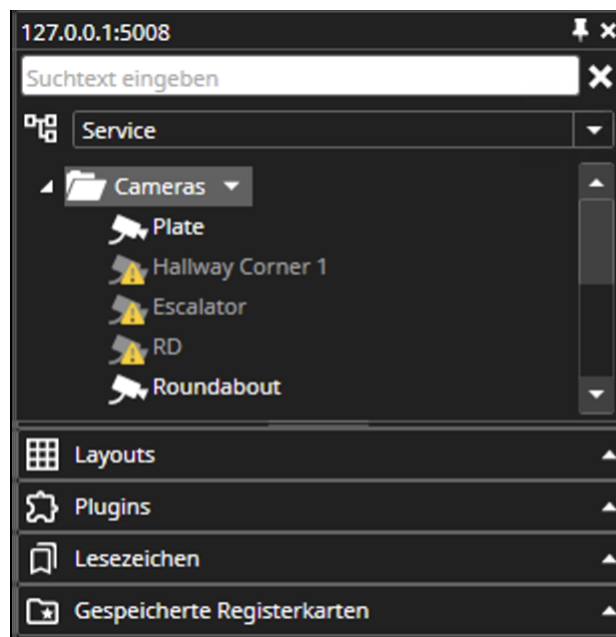 127.0.0.1:5008
Suchtext eingeben
Service
Cameras
Plate
Hallway Corner 1
Escalator
RD
Roundabout
Layouts
Plugins
Lesezeichen
Gespeicherte Registerkarten